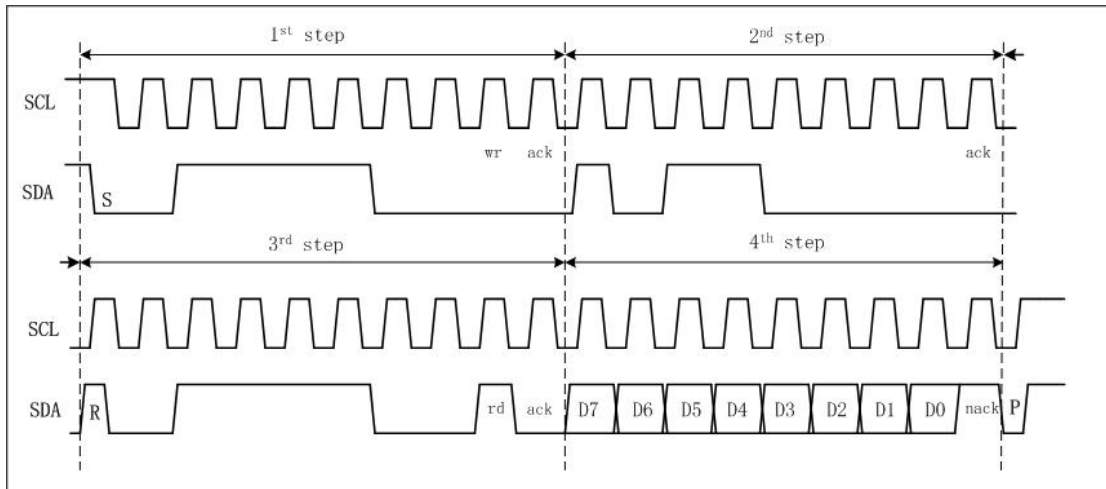 1st step 2nd step
SCL
wr ack ack
SDA S
3rd step 4th step
SCL
SDA R rd ack D7 D6 D5 D4 D3 D2 D1 D0 nack P